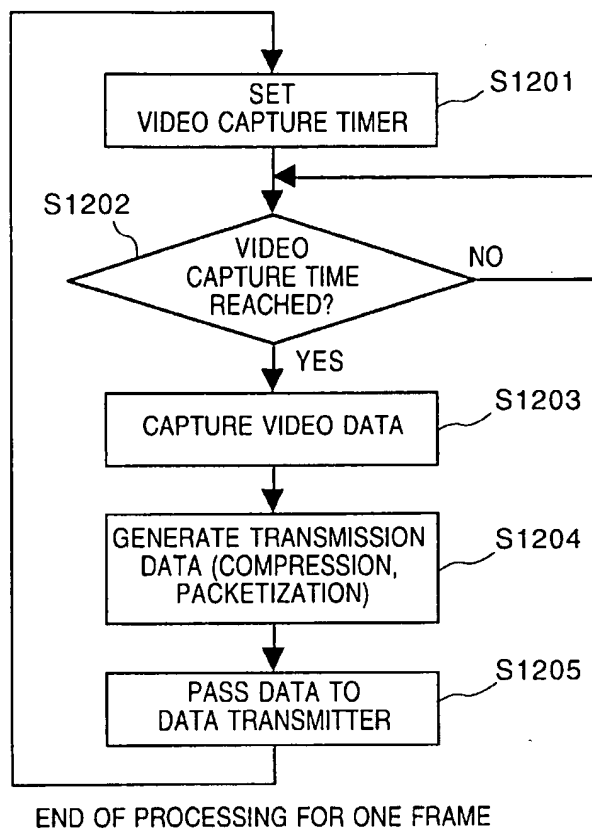 SET
VIDEO CAPTURE TIMER
S1201
S1202
VIDEO
CAPTURE TIME
REACHED?
NO
YES
CAPTURE VIDEO DATA
S1203
GENERATE TRANSMISSION
DATA (COMPRESSION,
PACKETIZATION)
S1204
PASS DATA TO
DATA TRANSMITTER
S1205
END OF PROCESSING FOR ONE FRAME